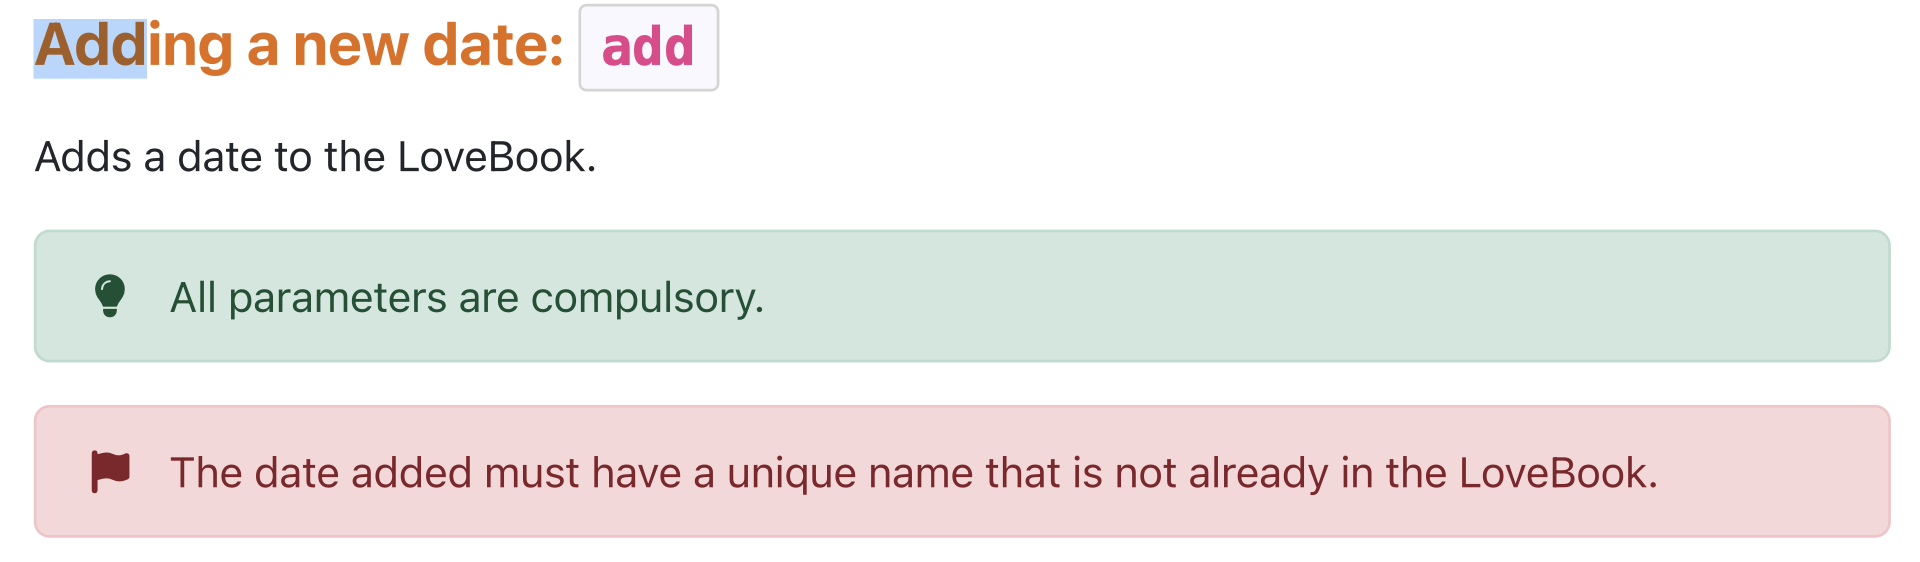 Adding a new date: add
Adds a date to the LoveBook.
All parameters are compulsory.
The date added must have a unique name that is not already in the LoveBook.